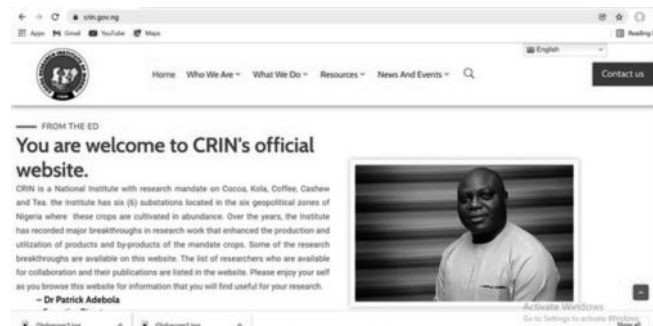 crin.gov.ng
Apps Gmail YouTube Maps
Reading
English
Home Who We Are What We Do Resources News And Events
Contact us
FROM THE ED
You are welcome to CRIN's official
website.
CRIN is a National Institute with research mandate on Cocoa, Kola, Coffee, Cashew
and Tea. the Institute has six (6) substations located in the six geopolitical zones of
Nigeria where these crops are cultivated in abundance. Over the years, the Institute
has recorded major breakthroughs in research work that enhanced the production and
utilization of products and by-products of the mandate crops. Some of the research
breakthroughs are available on this website. The list of researchers who are available
for collaboration and their publications are listed in the website. Please enjoy your self
as you browse this website for information that you will find useful for your research.
– Dr Patrick Adebola
Activate Windows
Go to Settings to activate Windows.
Show all